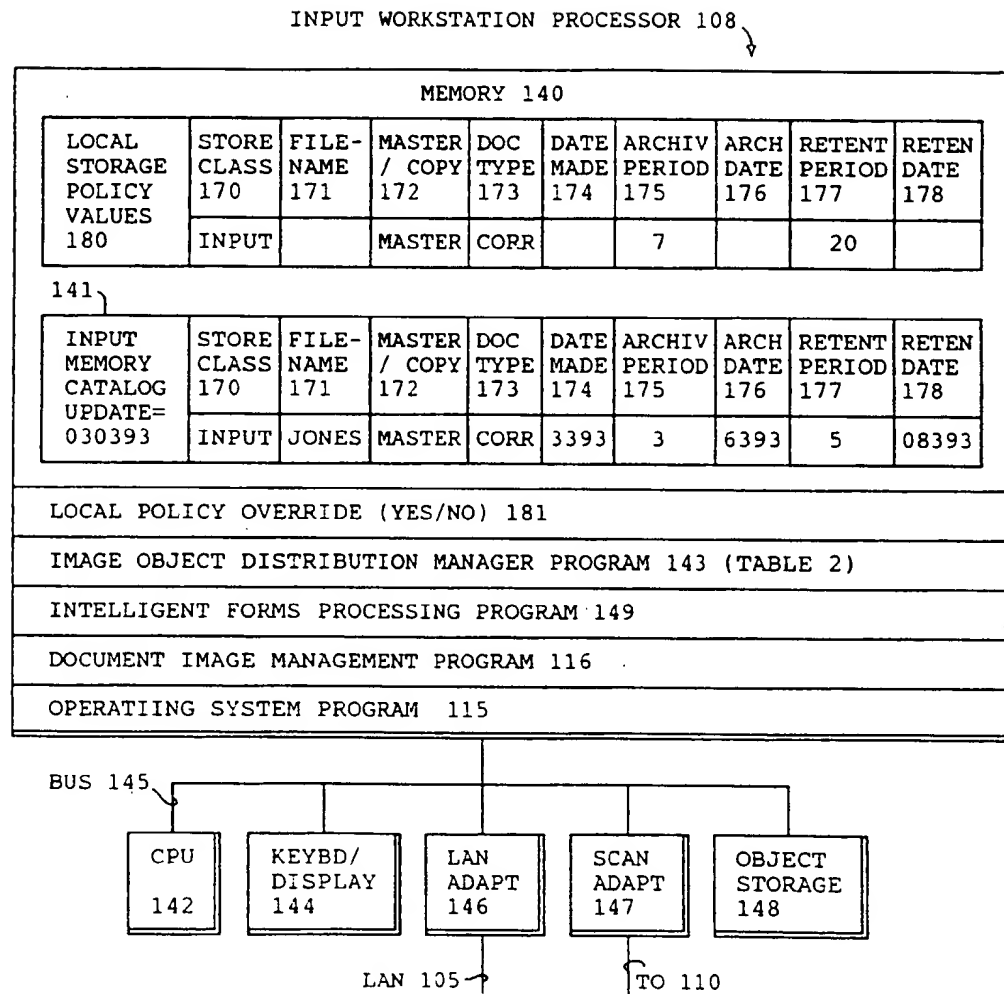 INPUT WORKSTATION PROCESSOR 108
MEMORY 140
LOCAL STORAGE POLICY VALUES 180
STORE CLASS 170
FILE-NAME 171
MASTER / COPY 172
DOC TYPE 173
DATE MADE 174
ARCHIV PERIOD 175
ARCH DATE 176
RETENT PERIOD 177
RETEN DATE 178
INPUT MASTER CORR 7 20
141
INPUT MEMORY CATALOG UPDATE= 030393
STORE CLASS 170
FILE-NAME 171
MASTER / COPY 172
DOC TYPE 173
DATE MADE 174
ARCHIV PERIOD 175
ARCH DATE 176
RETENT PERIOD 177
RETEN DATE 178
INPUT JONES MASTER CORR 3393 3 6393 5 08393
LOCAL POLICY OVERRIDE (YES/NO) 181
IMAGE OBJECT DISTRIBUTION MANAGER PROGRAM 143 (TABLE 2)
INTELLIGENT FORMS PROCESSING PROGRAM 149
DOCUMENT IMAGE MANAGEMENT PROGRAM 116
OPERATIING SYSTEM PROGRAM 115
BUS 145
CPU 142
KEYBD/ DISPLAY 144
LAN ADAPT 146
SCAN ADAPT 147
OBJECT STORAGE 148
LAN 105
TO 110